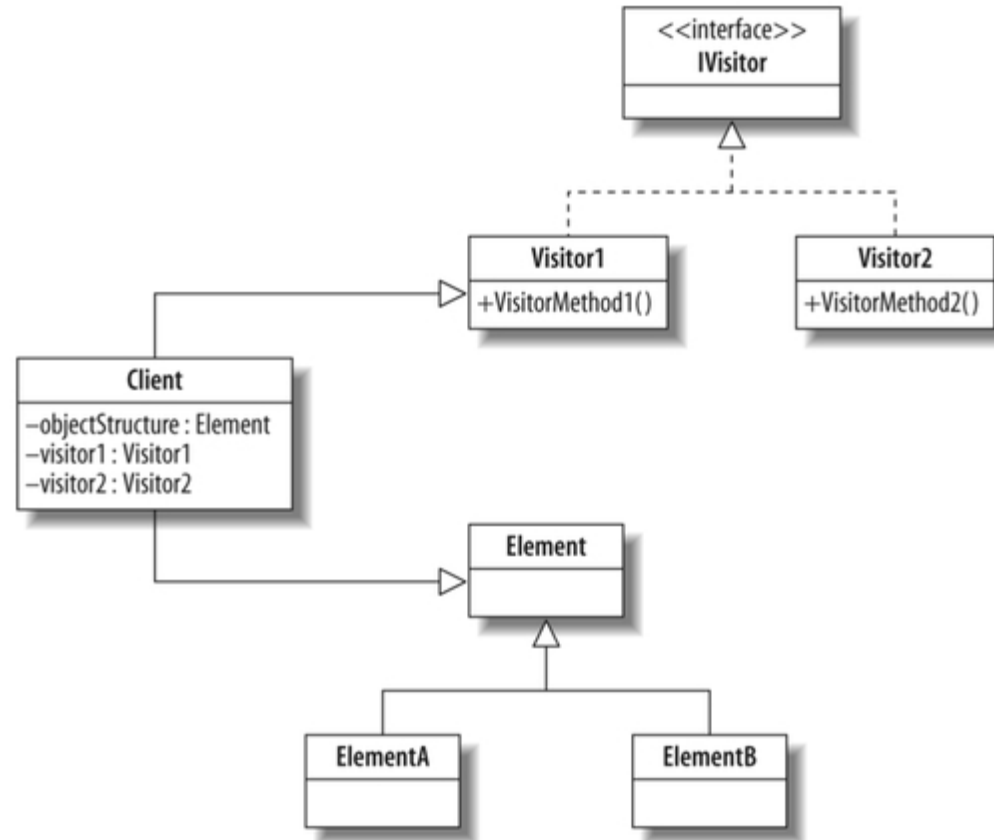 <<interface>>
IVisitor
Visitor1
+VisitorMethod1()
Visitor2
+VisitorMethod2()
Client
–objectStructure : Element
–visitor1 : Visitor1
–visitor2 : Visitor2
Element
ElementA
ElementB